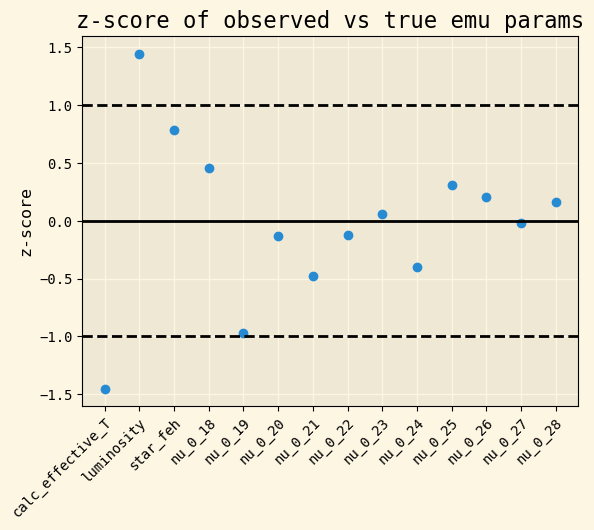 z-score of observed vs true emu params
z-score
1.5
1.0
0.5
0.0
−0.5
−1.0
−1.5
calc_effective_T
luminosity
star_feh
nu_0_18
nu_0_19
nu_0_20
nu_0_21
nu_0_22
nu_0_23
nu_0_24
nu_0_25
nu_0_26
nu_0_27
nu_0_28